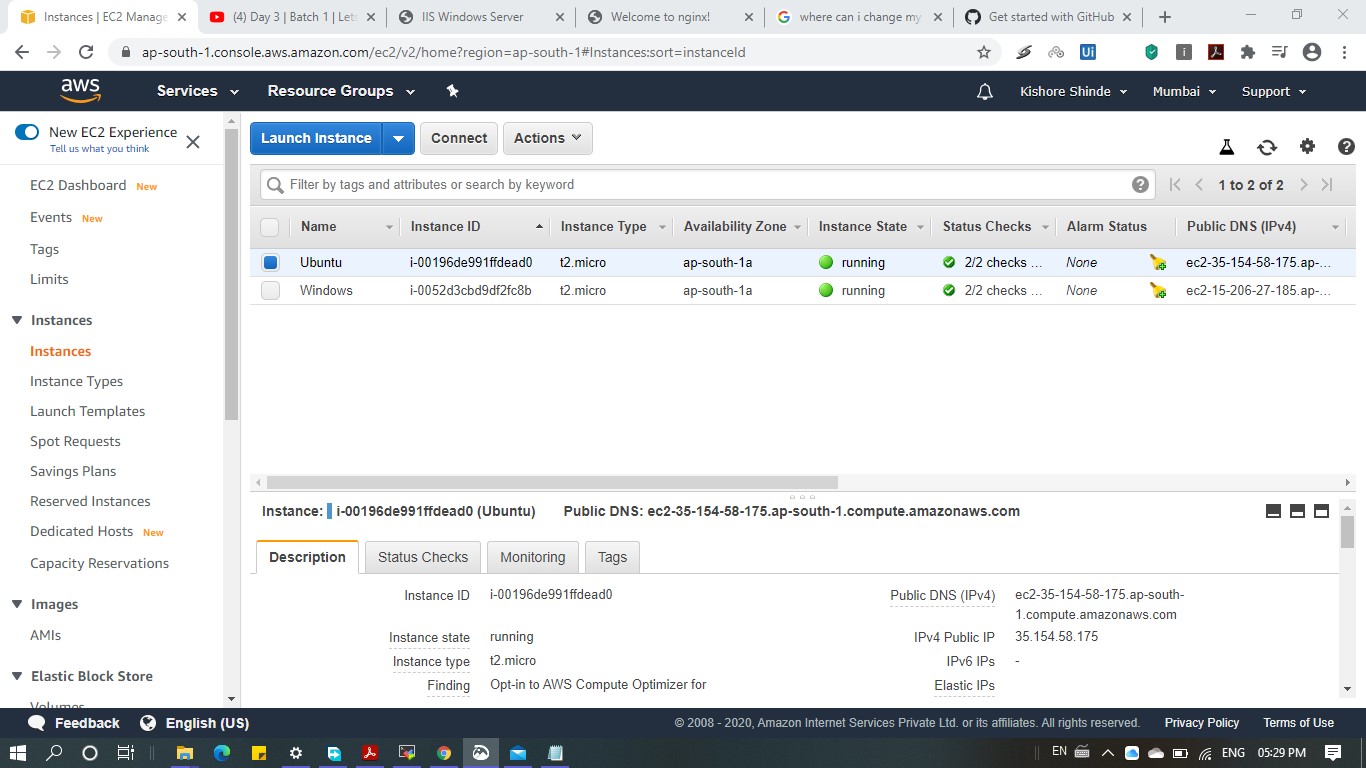 Instances | EC2 Manage
(4) Day 3 | Batch 1 | Lets
IIS Windows Server
Welcome to nginx!
where can i change my
Get started with GitHub
ap-south-1.console.aws.amazon.com/ec2/v2/home?region=ap-south-1#Instances:sort=instanceId
Ui
i
aws
Services
Resource Groups
Kishore Shinde
Mumbai
Support
New EC2 Experience
Tell us what you think
EC2 Dashboard New
Events New
Tags
Limits
Instances
Instances
Instance Types
Launch Templates
Spot Requests
Savings Plans
Reserved Instances
Dedicated Hosts New
Capacity Reservations
Images
AMIs
Elastic Block Store
Volumes
Launch Instance
Connect
Actions
Filter by tags and attributes or search by keyword
1 to 2 of 2
Name Instance ID Instance Type Availability Zone Instance State Status Checks Alarm Status Public DNS (IPv4)
Ubuntu i-00196de991ffdead0 t2.micro ap-south-1a running 2/2 checks ... None ec2-35-154-58-175.ap-...
Windows i-0052d3cbd9df2fc8b t2.micro ap-south-1a running 2/2 checks ... None ec2-15-206-27-185.ap-...
Instance: i-00196de991ffdead0 (Ubuntu) Public DNS: ec2-35-154-58-175.ap-south-1.compute.amazonaws.com
Description
Status Checks
Monitoring
Tags
Instance ID i-00196de991ffdead0
Instance state running
Instance type t2.micro
Finding Opt-in to AWS Compute Optimizer for
Public DNS (IPv4) ec2-35-154-58-175.ap-south-
1.compute.amazonaws.com
IPv4 Public IP 35.154.58.175
IPv6 IPs -
Elastic IPs
Feedback
English (US)
© 2008 - 2020, Amazon Internet Services Private Ltd. or its affiliates. All rights reserved.
Privacy Policy
Terms of Use
EN
ENG
05:29 PM